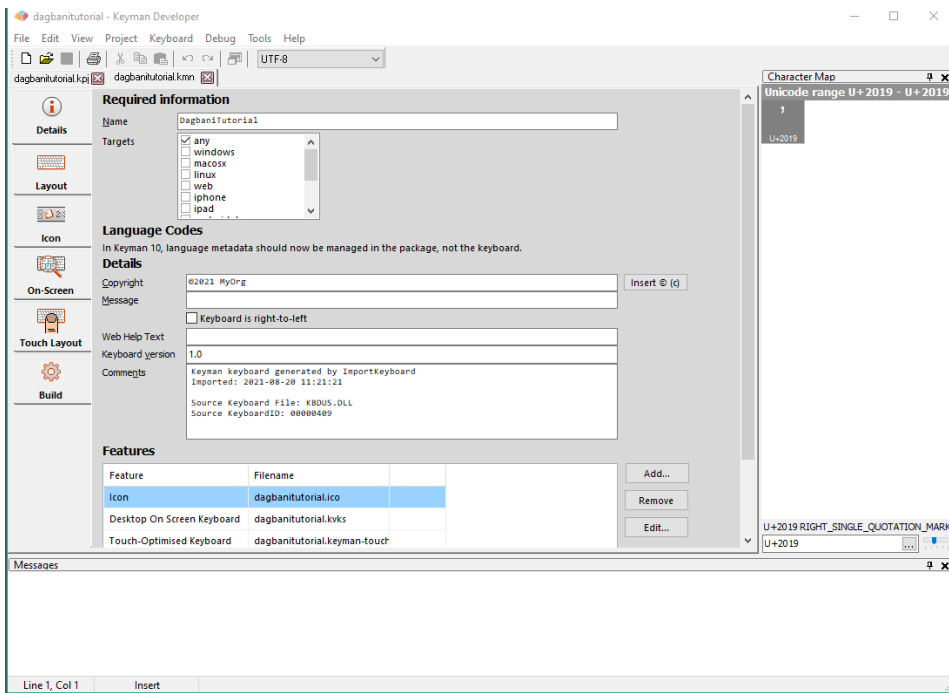 dagbanitutorial - Keyman Developer
File Edit View Project Keyboard Debug Tools Help
UTF-8
dagbanitutorial.kpj dagbanitutorial.kmn
Details
Layout
Icon
On-Screen
Touch Layout
Build
Required information
Name DagbaniTutorial
Targets
any
windows
macosx
linux
web
iphone
ipad
Language Codes
In Keyman 10, language metadata should now be managed in the package, not the keyboard.
Details
Copyright ©2021 MyOrg Insert © (c)
Message
Keyboard is right-to-left
Web Help Text
Keyboard version 1.0
Comments
Keyman keyboard generated by ImportKeyboard
Imported: 2021-08-20 11:21:21
Source Keyboard File: KBDUS.DLL
Source KeyboardID: 00000409
Features
Feature Filename
Icon dagbanitutorial.ico
Desktop On Screen Keyboard dagbanitutorial.kvks
Touch-Optimised Keyboard dagbanitutorial.keyman-touch
Add...
Remove
Edit...
Character Map
Unicode range U+2019 - U+2019
’
U+2019
U+2019 RIGHT_SINGLE_QUOTATION_MARK
U+2019 ...
Messages
Line 1, Col 1 Insert